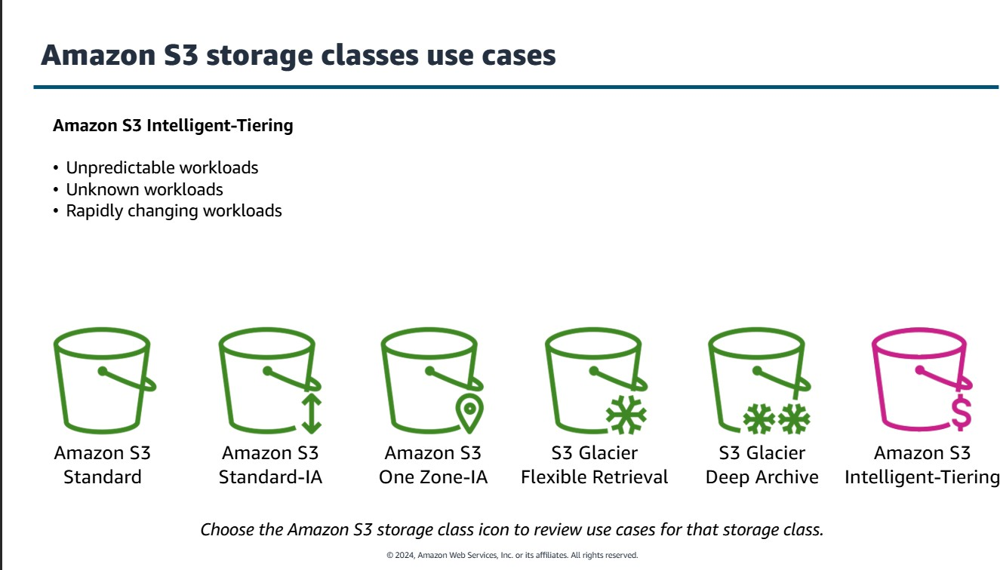 Amazon S3 storage classes use cases
Amazon S3 Intelligent-Tiering
• Unpredictable workloads
• Unknown workloads
• Rapidly changing workloads
Amazon S3
Standard
Amazon S3
Standard-IA
Amazon S3
One Zone-IA
S3 Glacier
Flexible Retrieval
S3 Glacier
Deep Archive
$
Amazon S3
Intelligent-Tiering
Choose the Amazon S3 storage class icon to review use cases for that storage class.
© 2024, Amazon Web Services, Inc. or its affiliates. All rights reserved.